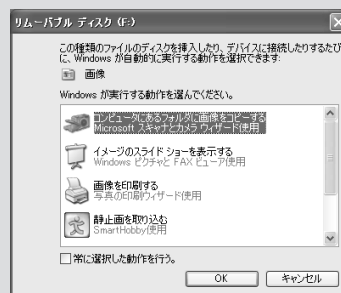 リムーバブル ディスク (F:)
この種類のファイルのディスクを挿入したり、デバイスに接続したりするたび
に、Windows が自動的に実行する動作を選択できます:
画像
Windows が実行する動作を選んでください。
コンピュータにあるフォルダに画像をコピーする
Microsoft スキャナとカメラ ウィザード使用
イメージのスライド ショーを表示する
Windows ピクチャと FAX ビューア使用
画像を印刷する
写真の印刷ウィザード使用
静止画を取り込む
SmartHobby使用
常に選択した動作を行う。
OK
キャンセル